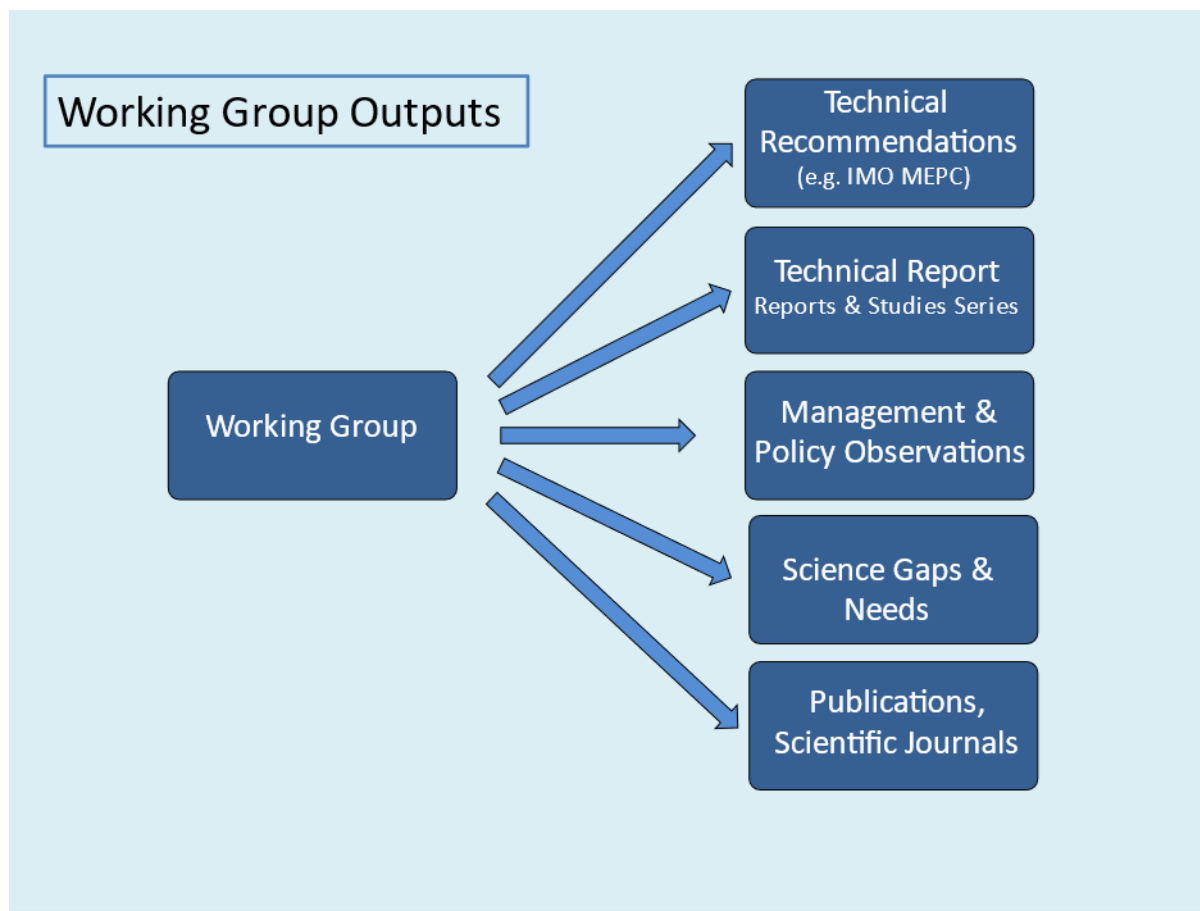 Working Group Outputs
Technical
Recommendations
(e.g. IMO MEPC)
Technical Report
Reports & Studies Series
Working Group
Management &
Policy Observations
Science Gaps &
Needs
Publications,
Scientific Journals